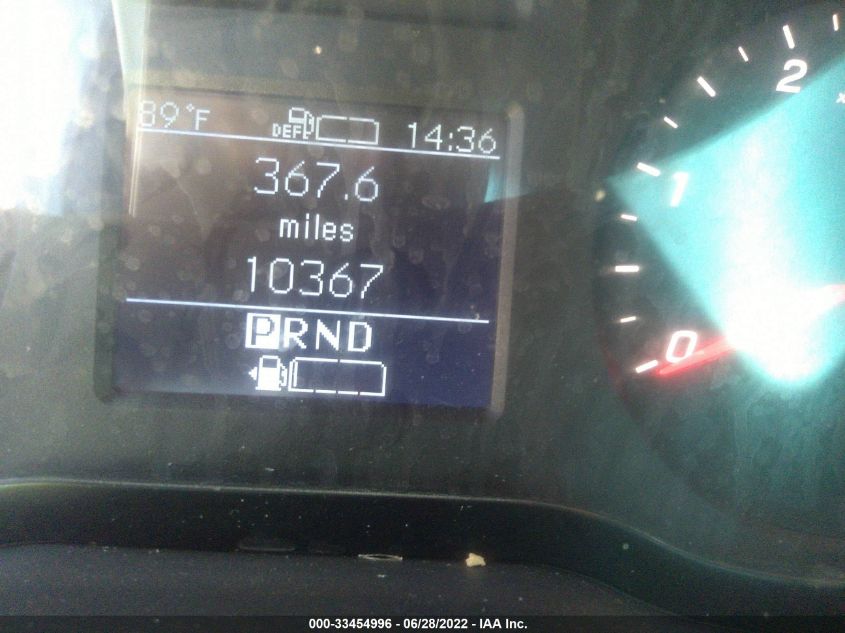 89°F DEF 14:36
367.6
miles
10367
PRND
2
1
0
x
000-33454996 - 06/28/2022 - IAA Inc.